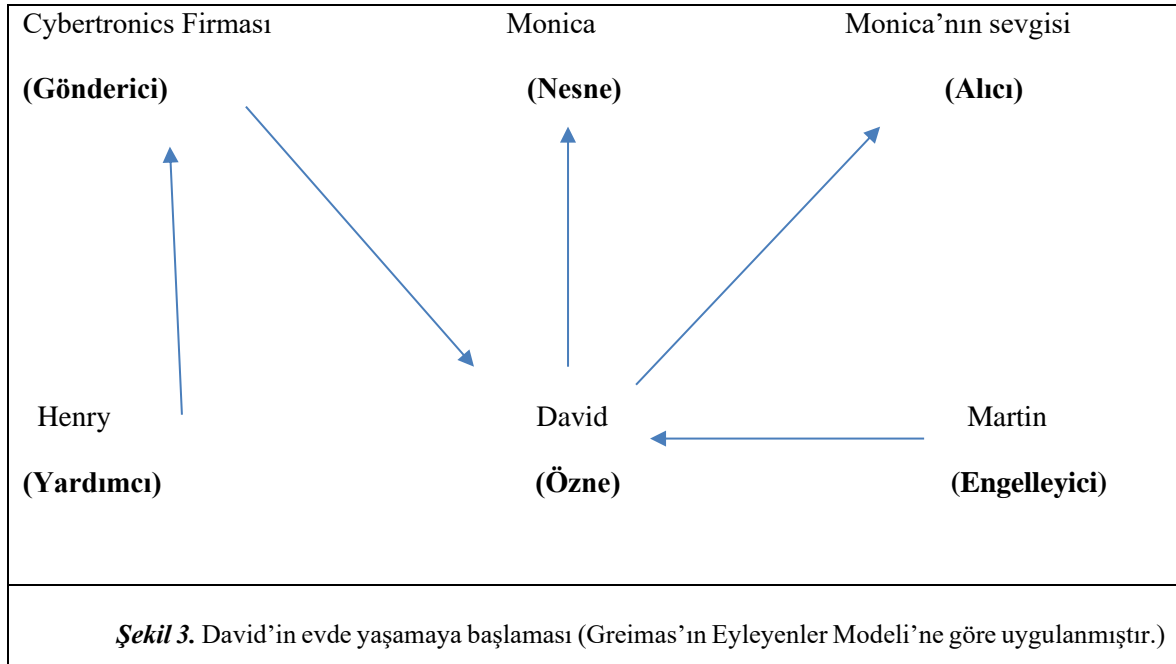 Cybertronics Firması Monica Monica’nın sevgisi
(Gönderici) (Nesne) (Alıcı)
Henry David Martin
(Yardımcı) (Özne) (Engelleyici)
Şekil 3. David’in evde yaşamaya başlaması (Greimas’ın Eyleyenler Modeli’ne göre uygulanmıştır.)